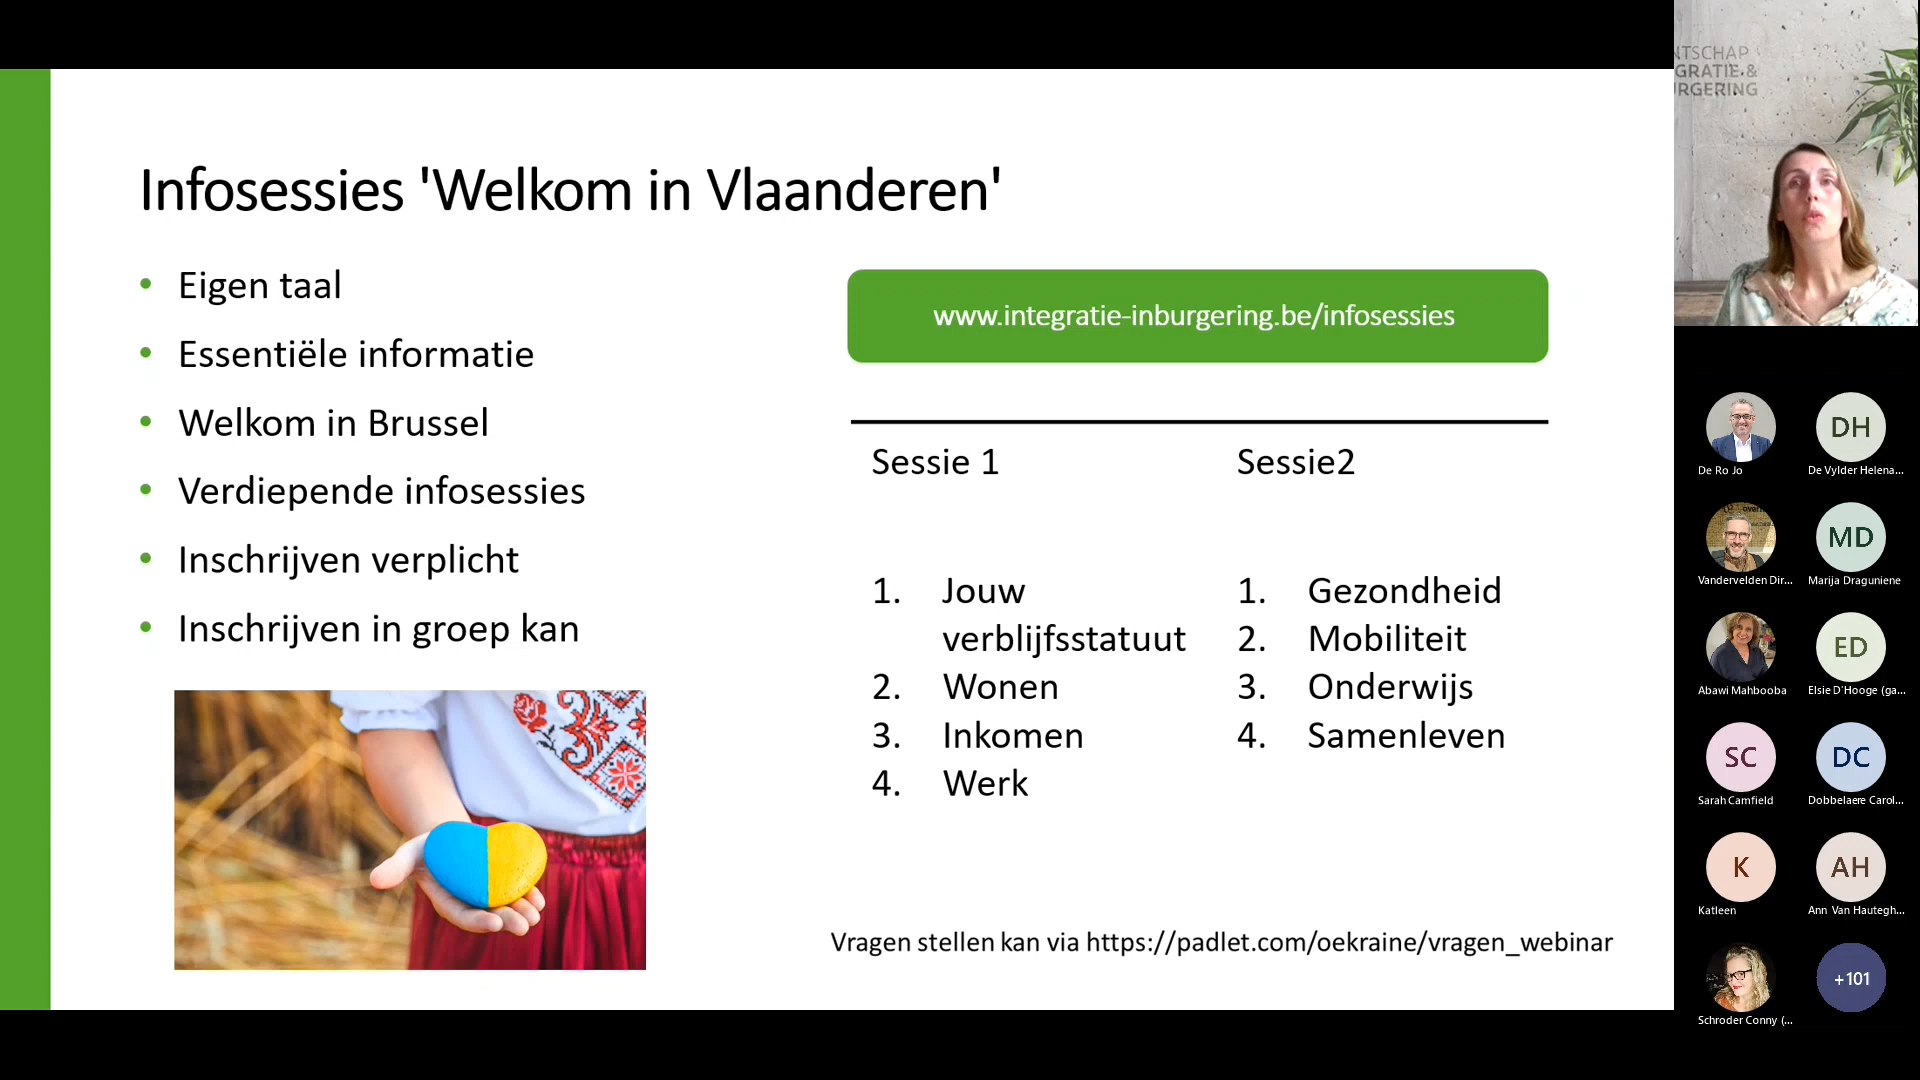 Infosessies 'Welkom in Vlaanderen'
• Eigen taal
• Essentiële informatie
• Welkom in Brussel
• Verdiepende infosessies
• Inschrijven verplicht
• Inschrijven in groep kan
www.integratie-inburgering.be/infosessies
Sessie 1
1. Jouw
verblijfsstatuut
2. Wonen
3. Inkomen
4. Werk
Sessie2
1. Gezondheid
2. Mobiliteit
3. Onderwijs
4. Samenleven
Vragen stellen kan via https://padlet.com/oekraine/vragen_webinar
NTSCHAP
GRATIE &
URGERING
De Ro Jo
DH
De Vylder Helena...
Vandervelden Dir...
MD
Marija Draguniene
Abawi Mahbooba
ED
Elsie D'Hooge (ga...
SC
Sarah Camfield
DC
Dobbelaere Carol...
K
Katleen
AH
Ann Van Hautegh...
Schroder Conny (...
+101